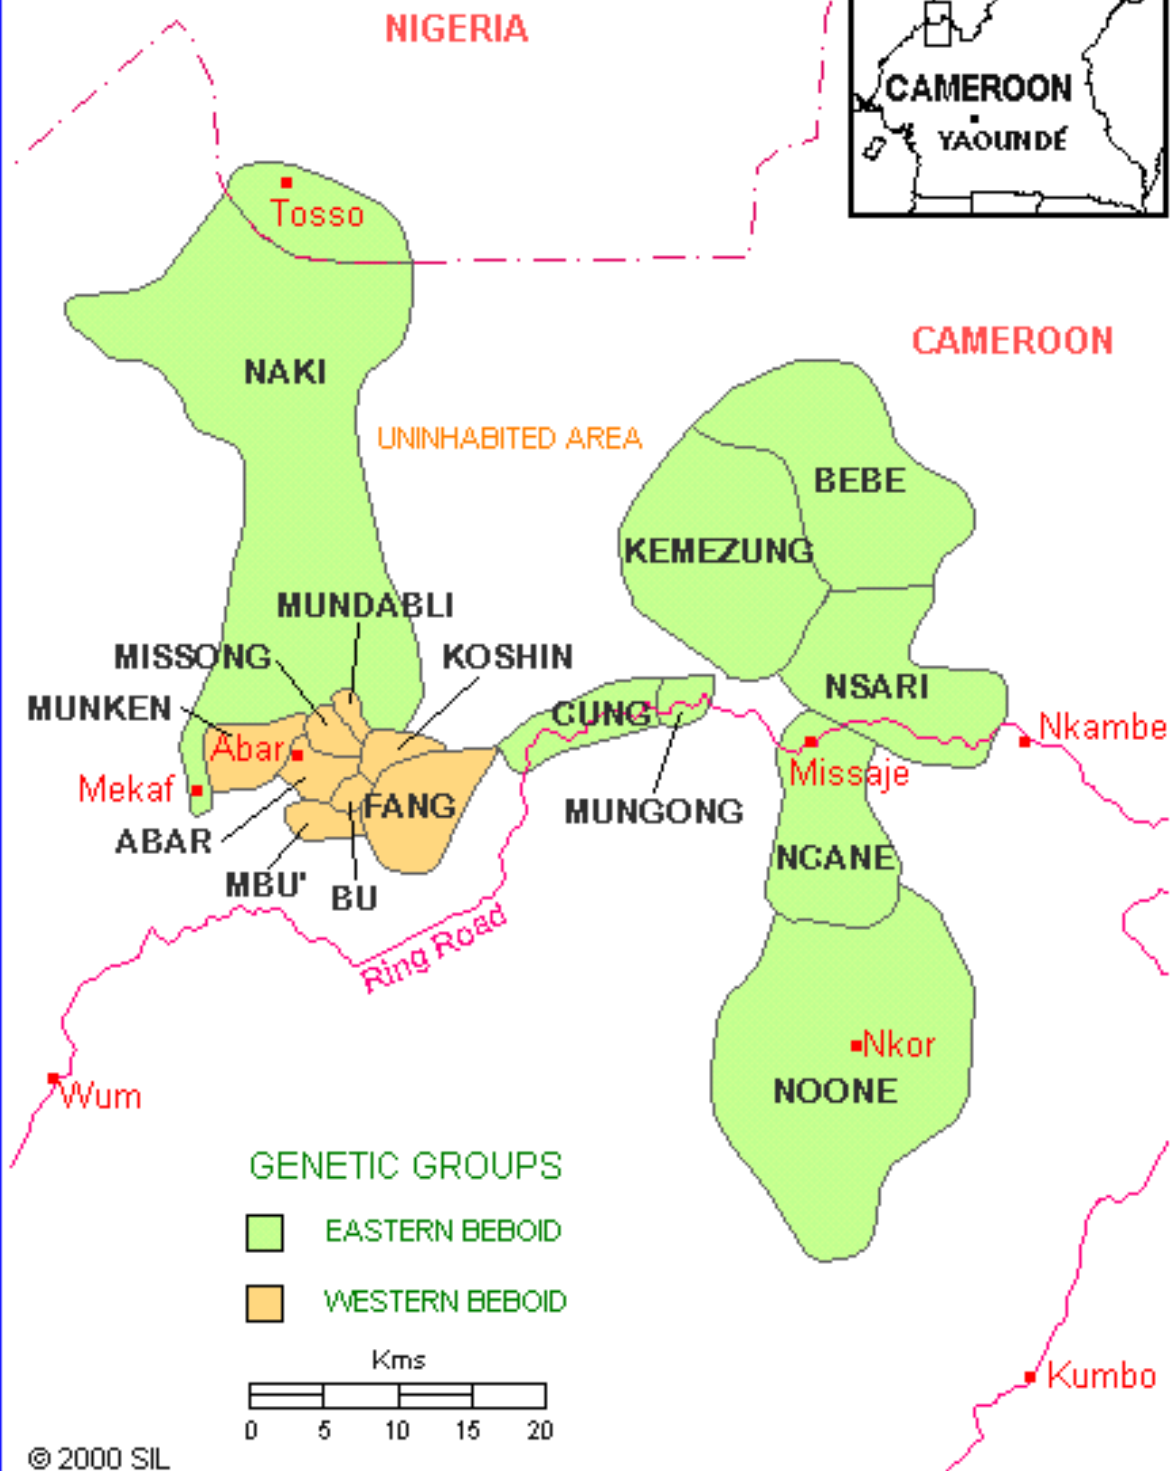 NIGERIA
CAMEROON
YAOUNDÉ
Tosso
CAMEROON
NAKI
UNINHABITED AREA
BEBE
KEMEZUNG
MUNDABLI
MISSONG
KOSHIN
NSARI
MUNKEN
CUNG
Nkambe
Abar
Missaje
Mekaf
FANG
MUNGONG
ABAR
NCANE
MBU'
BU
Ring Road
Nkor
NOONE
Wum
GENETIC GROUPS
EASTERN BEBOID
WESTERN BEBOID
Kms
Kumbo
0 5 10 15 20
© 2000 SIL